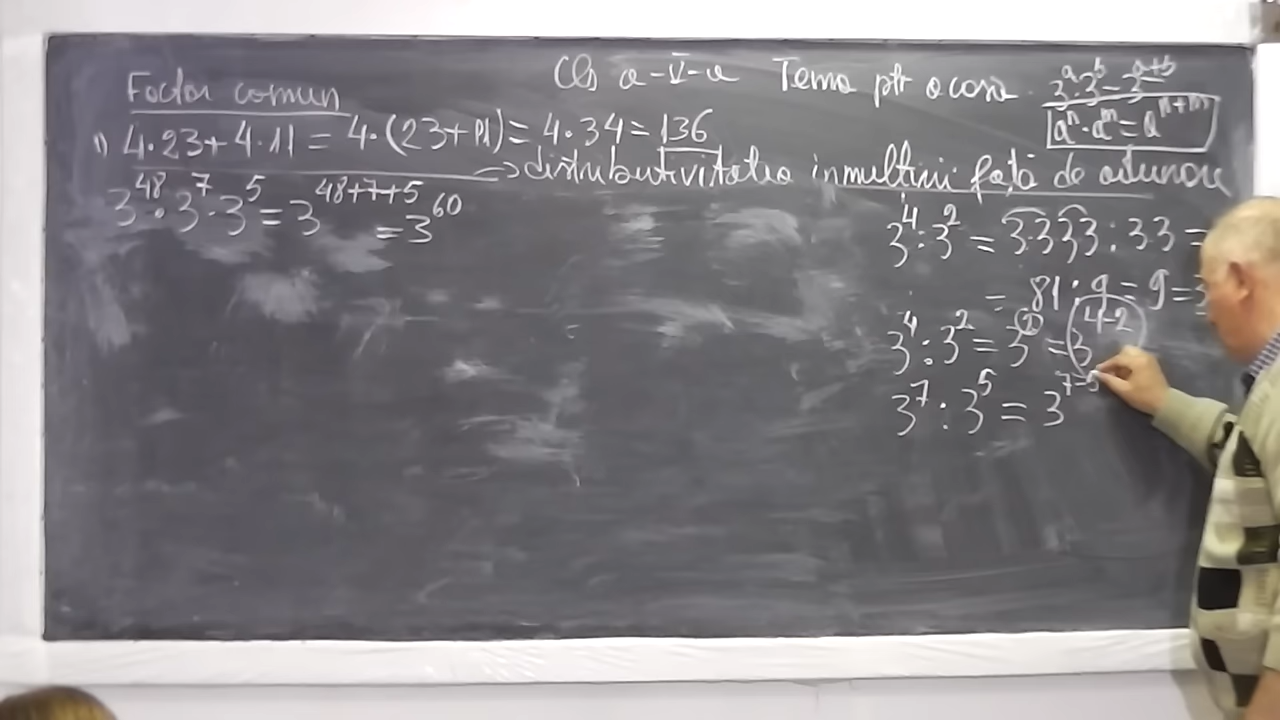 Cls a-V-a Tema ptr acasa
3^a · 3^b = 3^{a+b}
Factor comun
a^n · a^m = a^{n+m}
1) 4·23+4·11 = 4·(23+11) = 4·34 = 136
→ distributivitatea inmultirii față de adunare
3^{48} · 3^7 · 3^5 = 3^{48+7+5}
= 3^{60}
3^4 : 3^2 = 3·3·3·3 : 3·3 =
= 81 : 9 = 9 = 3
3^4 : 3^2 = 3^2 = 3^{4-2}
3^7 : 3^5 = 3^{7-5}